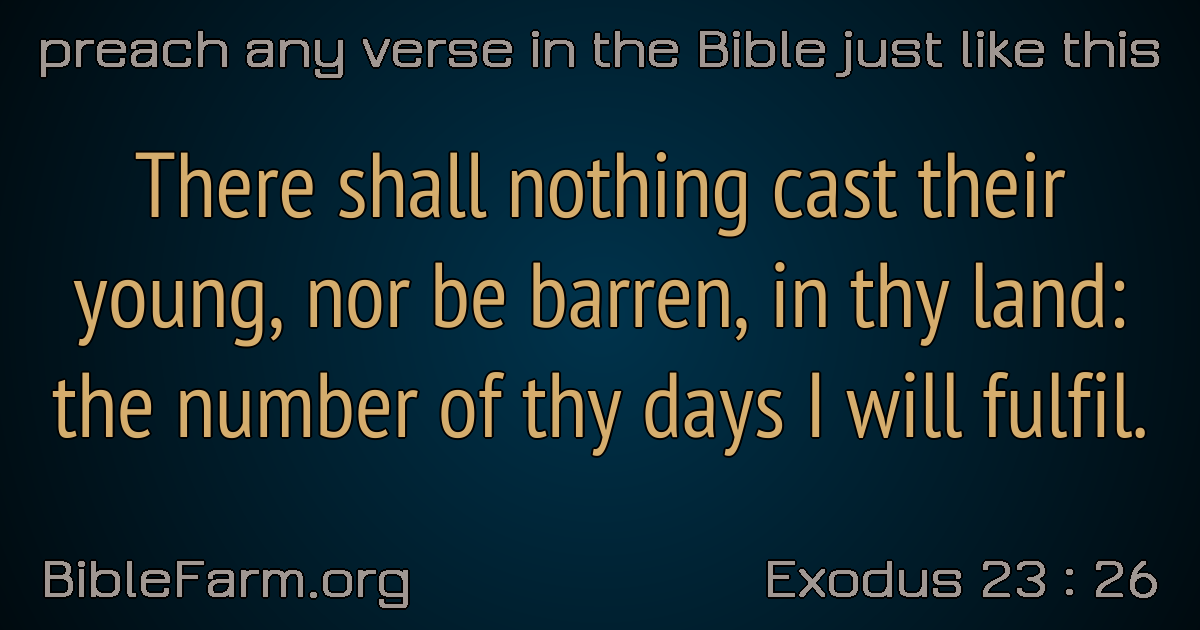 preach any verse in the Bible just like this
There shall nothing cast their
young, nor be barren, in thy land:
the number of thy days I will fulfil.
BibleFarm.org
Exodus 23 : 26